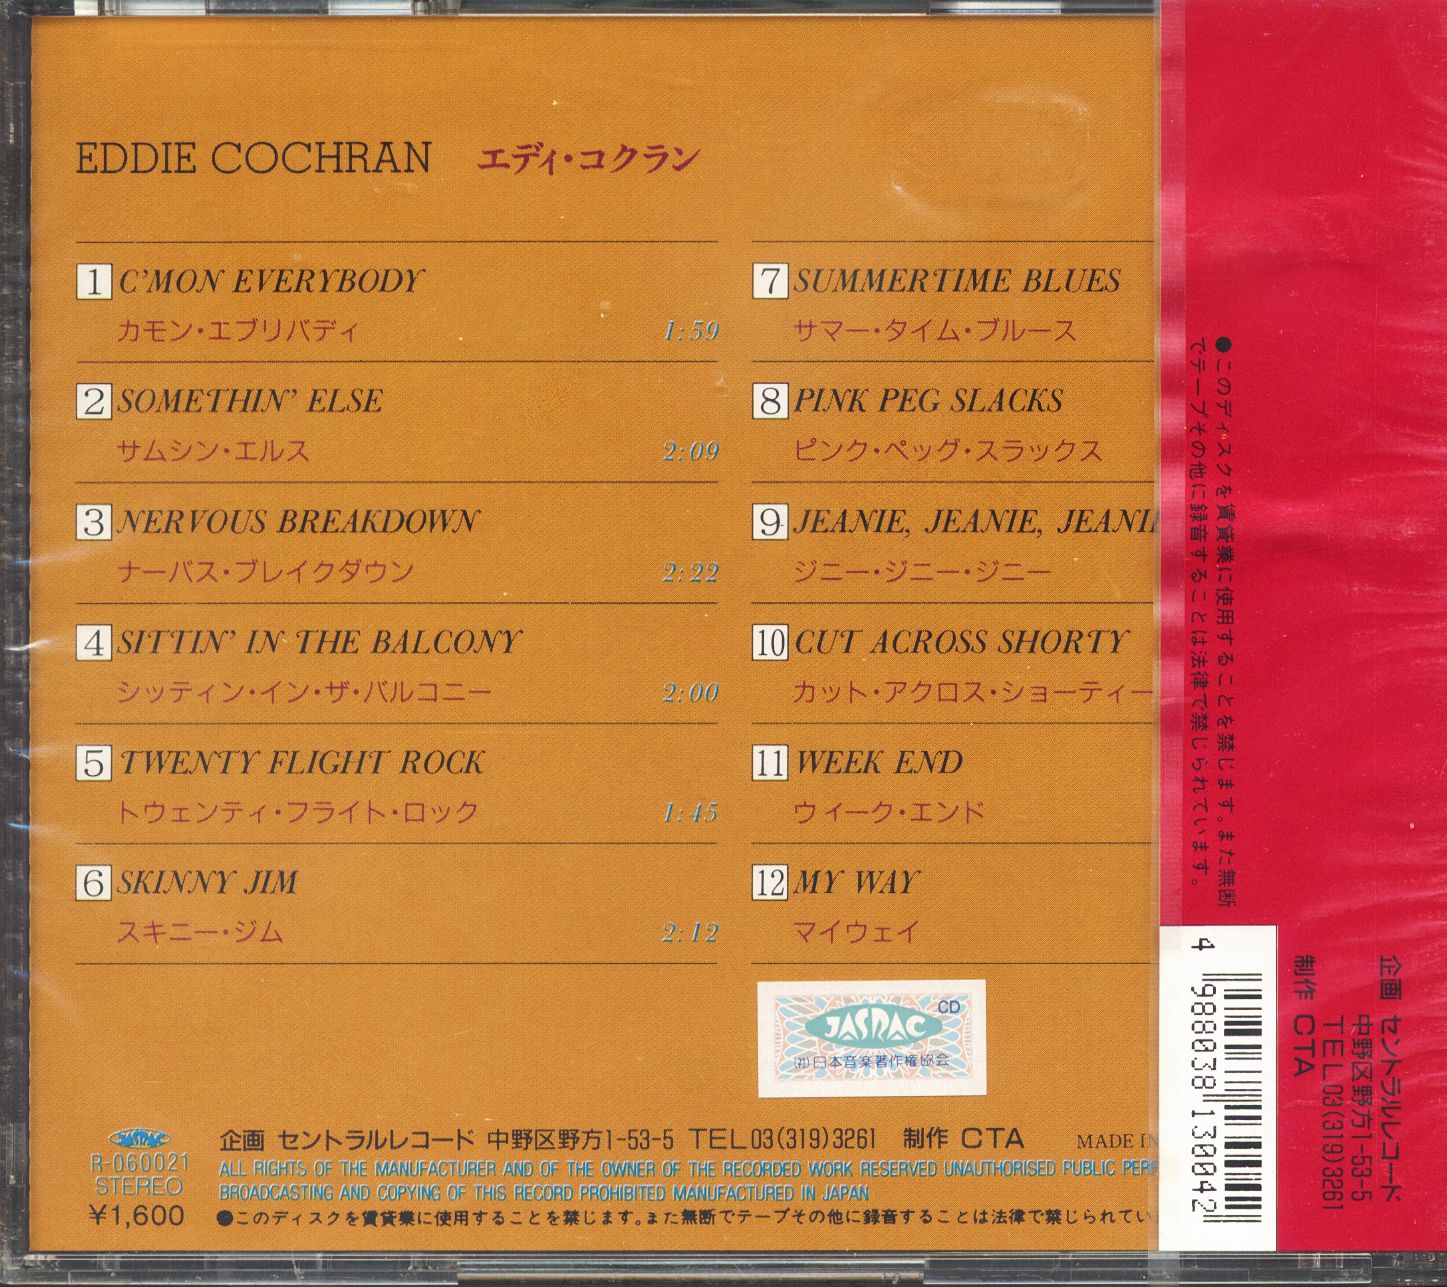 EDDIE COCHRAN エディ・コクラン
1 C'MON EVERYBODY
カモン・エブリバディ 1:59
2 SOMETHIN' ELSE
サムシン・エルス 2:09
3 NERVOUS BREAKDOWN
ナーバス・ブレイクダウン 2:22
4 SITTIN' IN THE BALCONY
シッティン・イン・ザ・バルコニー 2:00
5 TWENTY FLIGHT ROCK
トウェンティ・フライト・ロック 1:45
6 SKINNY JIM
スキニー・ジム 2:12
7 SUMMERTIME BLUES
サマー・タイム・ブルース
8 PINK PEG SLACKS
ピンク・ペッグ・スラックス
9 JEANIE, JEANIE, JEANIE
ジニー・ジニー・ジニー
10 CUT ACROSS SHORTY
カット・アクロス・ショーティー
11 WEEK END
ウィーク・エンド
12 MY WAY
マイウェイ
JASRAC CD
(社)日本音楽著作権協会
JASRAC
R-060021
STEREO
¥1,600
企画 セントラルレコード 中野区野方1-53-5 TEL03(319)3261 制作 CTA MADE IN
ALL RIGHTS OF THE MANUFACTURER AND OF THE OWNER OF THE RECORDED WORK RESERVED UNAUTHORISED PUBLIC PERF
BROADCASTING AND COPYING OF THIS RECORD PROHIBITED MANUFACTURED IN JAPAN
●このディスクを賃貸業に使用することを禁じます。また無断でテープその他に録音することは法律で禁じられてい
●このディスクを賃貸業に使用することを禁じます。また無断
でテープその他に録音することは法律で禁じられています。
企画 セントラルレコード
中野区野方1-53-5
TEL03(319)3261
制作 CTA
4 988038 130042